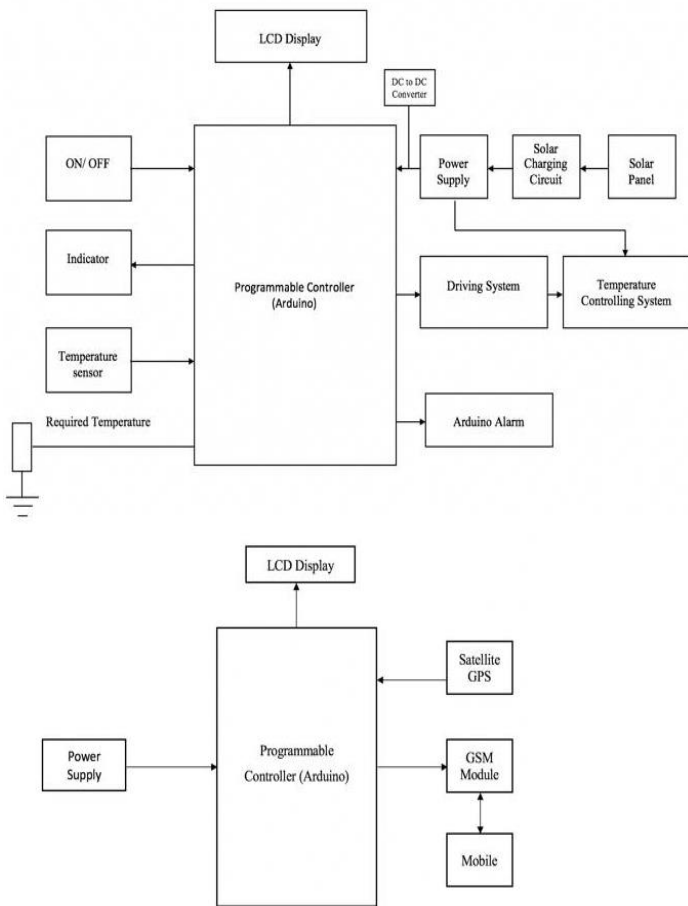 LCD Display
DC to DC
Converter
ON/ OFF
Power
Supply
Solar
Charging
Circuit
Solar
Panel
Indicator
Programmable Controller
(Arduino)
Driving System
Temperature
Controlling System
Temperature
sensor
Required Temperature
Arduino Alarm
LCD Display
Satellite
GPS
Power
Supply
Programmable
Controller (Arduino)
GSM
Module
Mobile